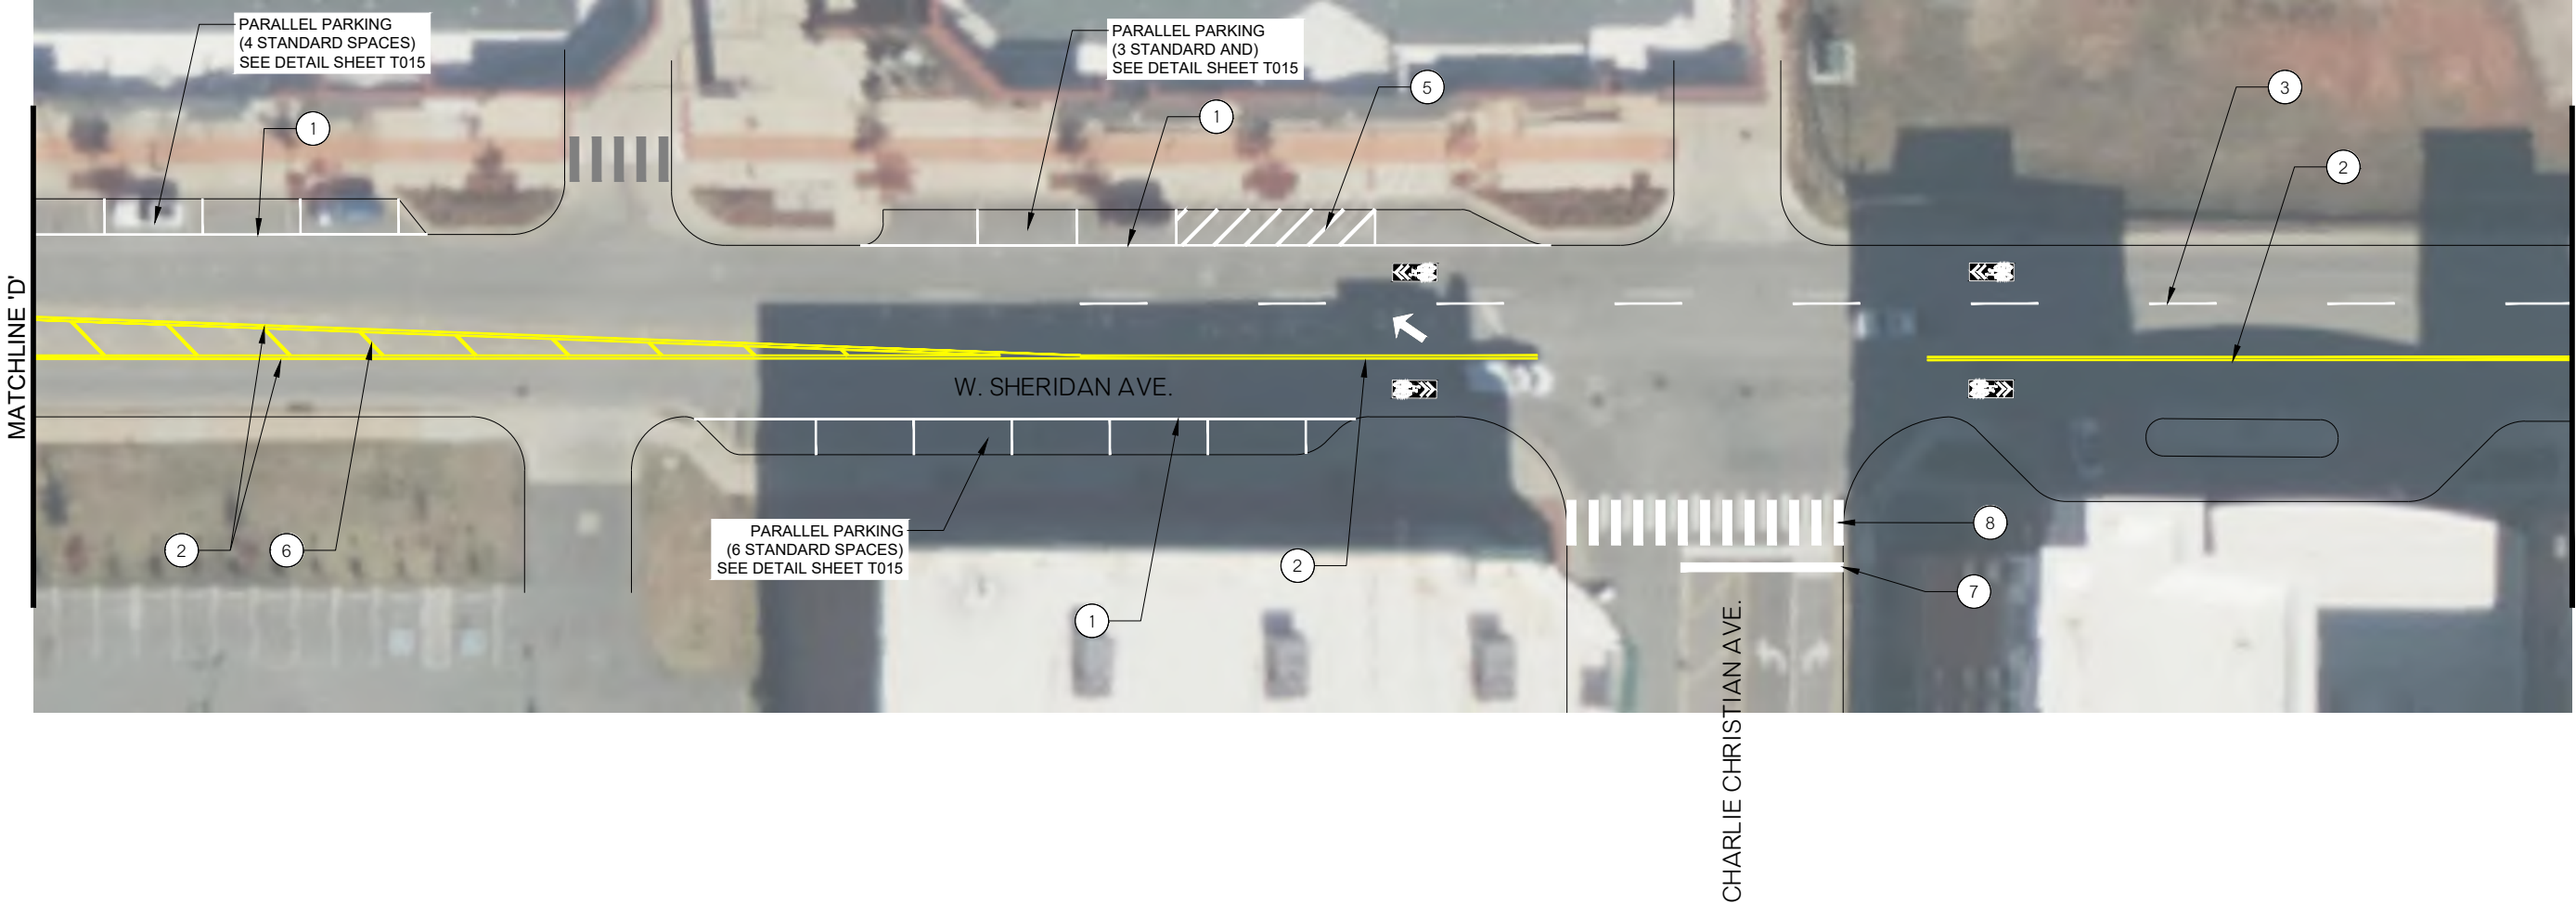 PARALLEL PARKING
(4 STANDARD SPACES)
SEE DETAIL SHEET T015
PARALLEL PARKING
(3 STANDARD AND)
SEE DETAIL SHEET T015
1
1
5
3
2
MATCHLINE 'D'
W. SHERIDAN AVE.
2
6
PARALLEL PARKING
(6 STANDARD SPACES)
SEE DETAIL SHEET T015
1
2
8
7
CHARLIE CHRISTIAN AVE.